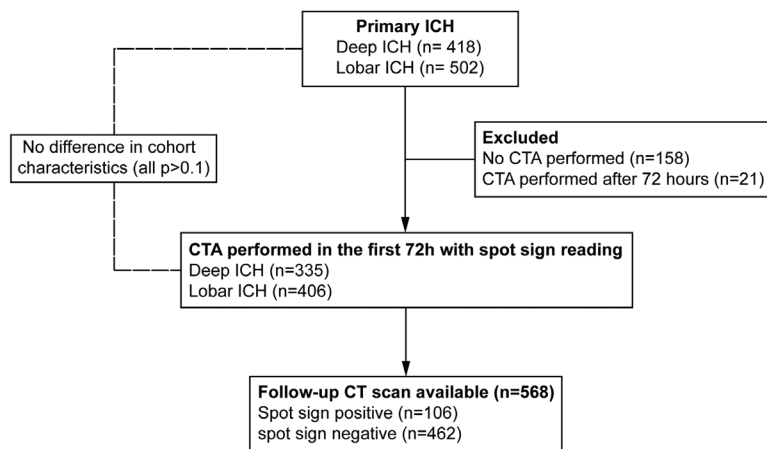 Primary ICH
Deep ICH (n= 418)
Lobar ICH (n= 502)
No difference in cohort
characteristics (all p>0.1)
Excluded
No CTA performed (n=158)
CTA performed after 72 hours (n=21)
CTA performed in the first 72h with spot sign reading
Deep ICH (n=335)
Lobar ICH (n=406)
Follow-up CT scan available (n=568)
Spot sign positive (n=106)
spot sign negative (n=462)